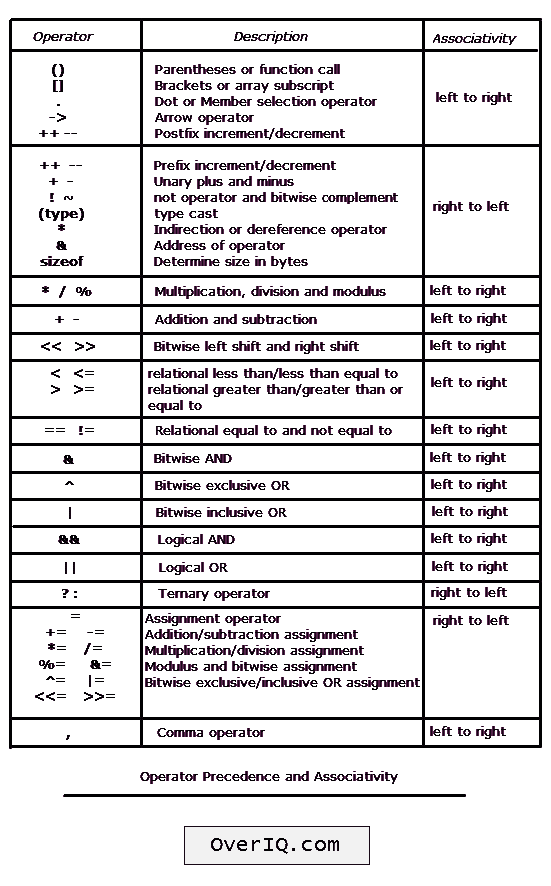 Operator Description Associativity
() Parentheses or function call
[] Brackets or array subscript
. Dot or Member selection operator left to right
-> Arrow operator
++ -- Postfix increment/decrement
++ -- Prefix increment/decrement
+ - Unary plus and minus
! ~ not operator and bitwise complement
(type) type cast right to left
* Indirection or dereference operator
& Address of operator
sizeof Determine size in bytes
* / % Multiplication, division and modulus left to right
+ - Addition and subtraction left to right
<< >> Bitwise left shift and right shift left to right
< <= relational less than/less than equal to left to right
> >= relational greater than/greater than or
equal to
== != Relational equal to and not equal to left to right
& Bitwise AND left to right
^ Bitwise exclusive OR left to right
| Bitwise inclusive OR left to right
&& Logical AND left to right
|| Logical OR left to right
? : Ternary operator right to left
= Assignment operator right to left
+= -= Addition/subtraction assignment
*= /= Multiplication/division assignment
%= &= Modulus and bitwise assignment
^= |= Bitwise exclusive/inclusive OR assignment
<<= >>=
, Comma operator left to right
Operator Precedence and Associativity
OverIQ.com